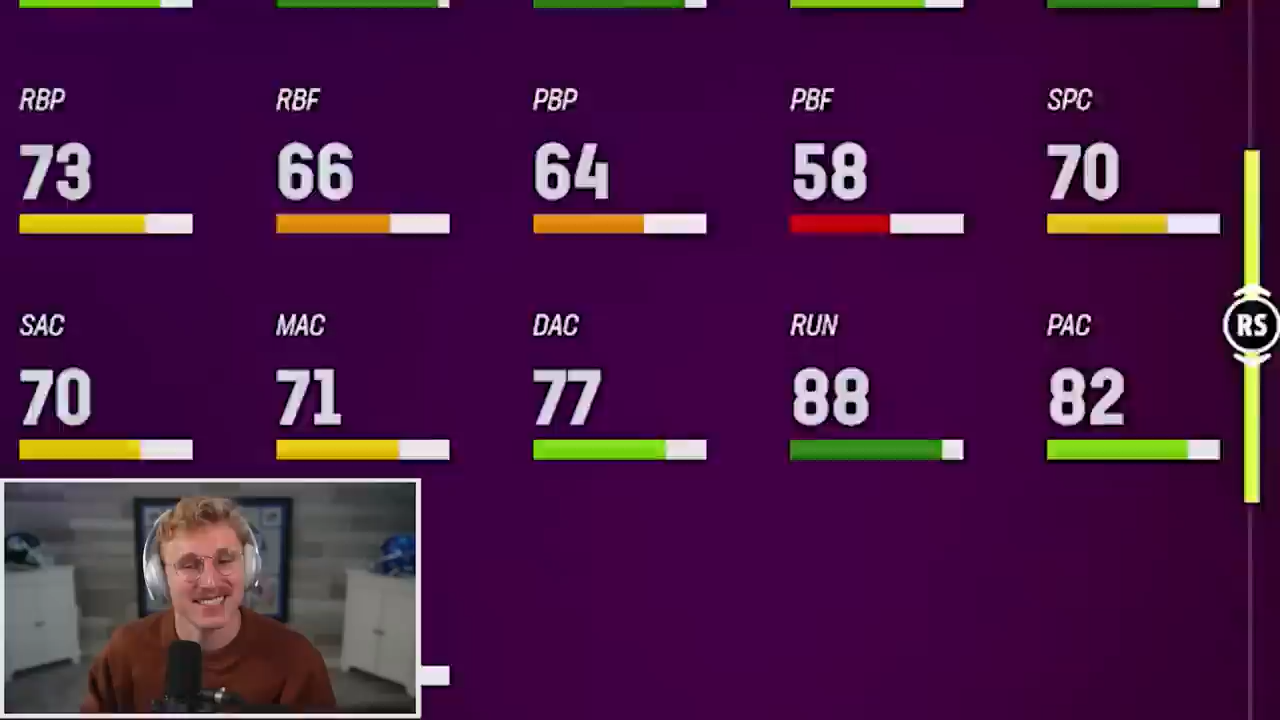 RBP RBF PBP PBF SPC
73 66 64 58 70
SAC MAC DAC RUN PAC
RS
70 71 77 88 82